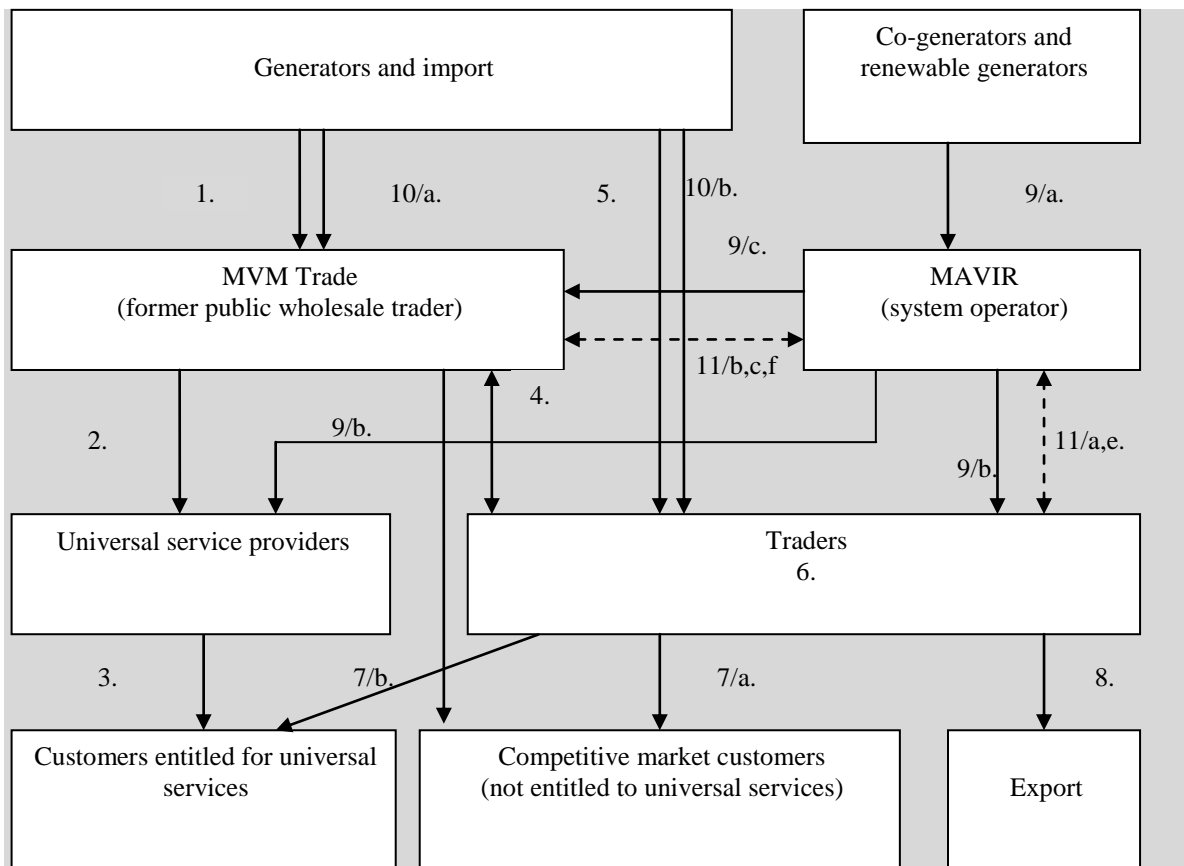 Generators and import
Co-generators and
renewable generators
1.
10/a.
5.
10/b.
9/a.
9/c.
MVM Trade
(former public wholesale trader)
MAVIR
(system operator)
11/b,c,f
4.
2.
9/b.
9/b.
11/a,e.
Universal service providers
Traders
6.
3.
7/b.
7/a.
8.
Customers entitled for universal
services
Competitive market customers
(not entitled to universal services)
Export